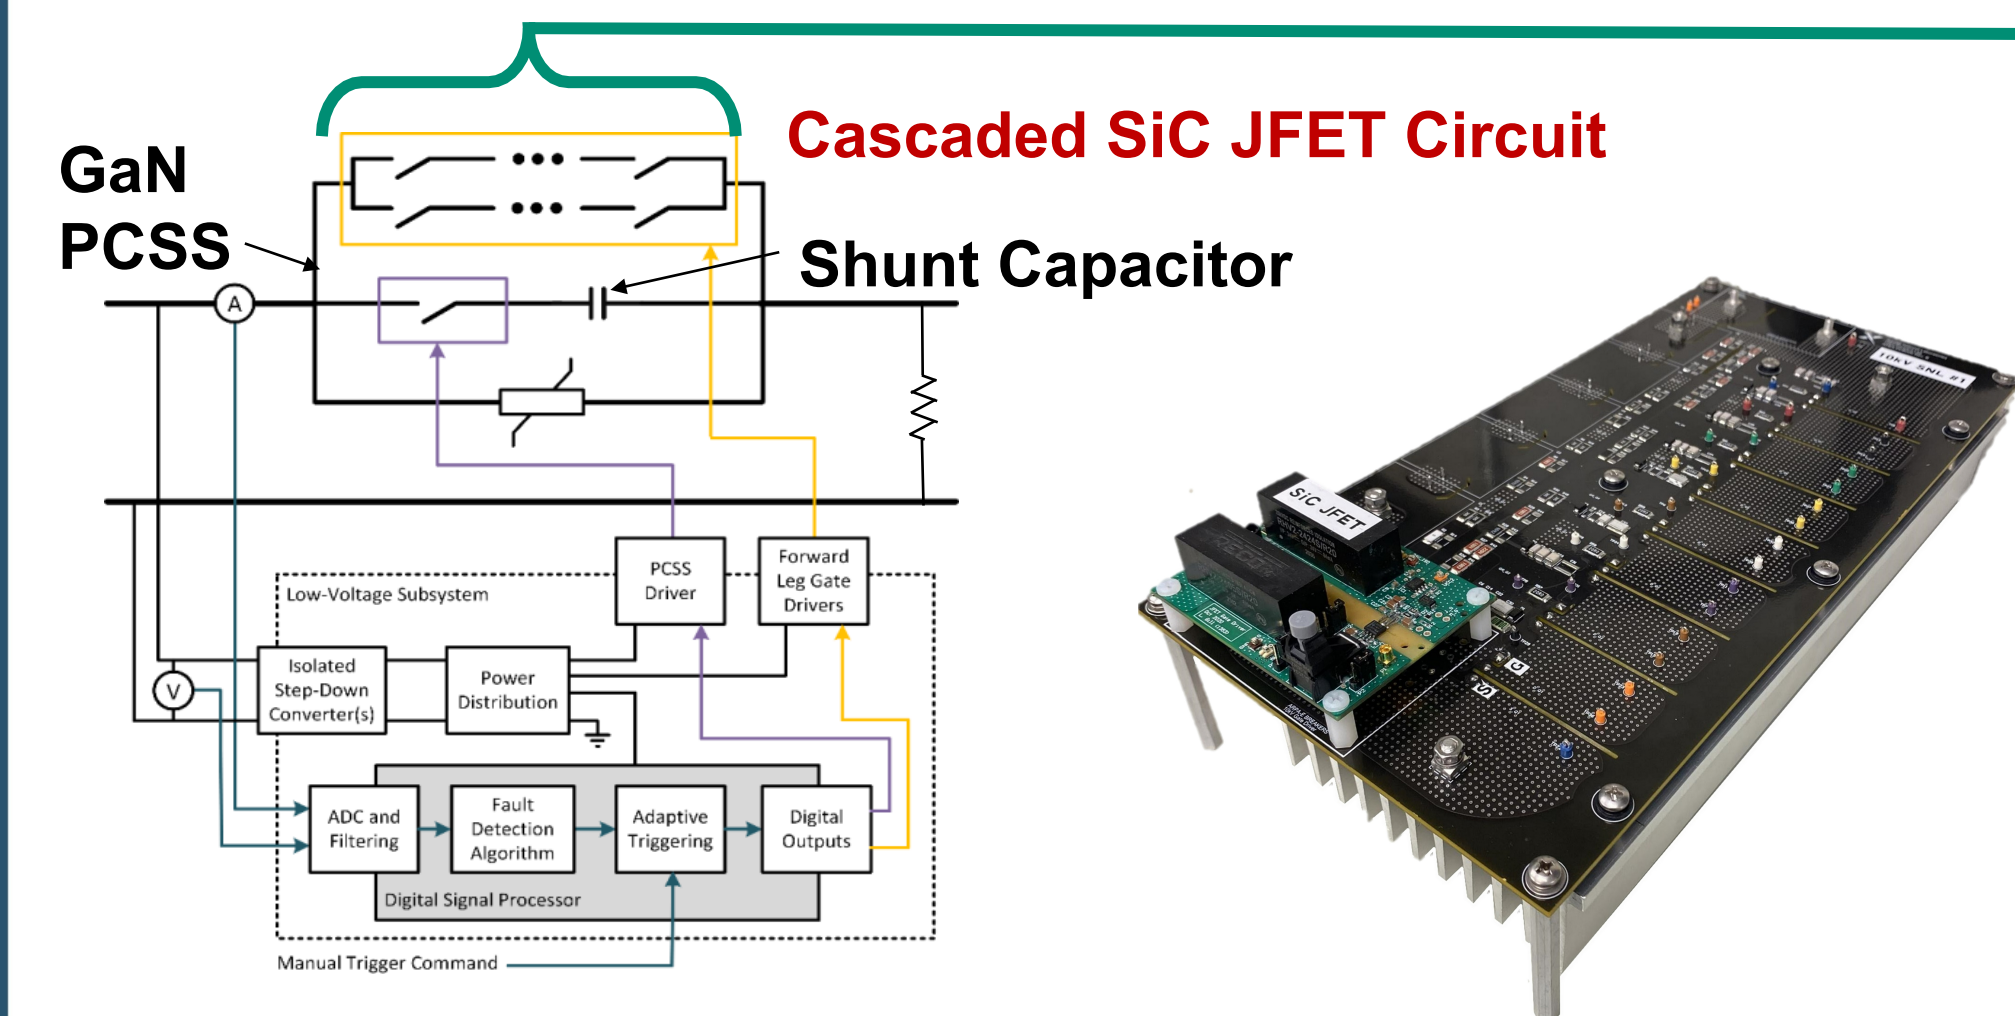 Cascaded SiC JFET Circuit
GaN
PCSS
Shunt Capacitor
A
10kV SNL #1
SiC JFET
PCSS
Driver
Forward
Leg Gate
Drivers
Low-Voltage Subsystem
Isolated
Step-Down
Converter(s)
Power
Distribution
V
ADC and
Filtering
Fault
Detection
Algorithm
Adaptive
Triggering
Digital
Outputs
Digital Signal Processor
Manual Trigger Command
G
S